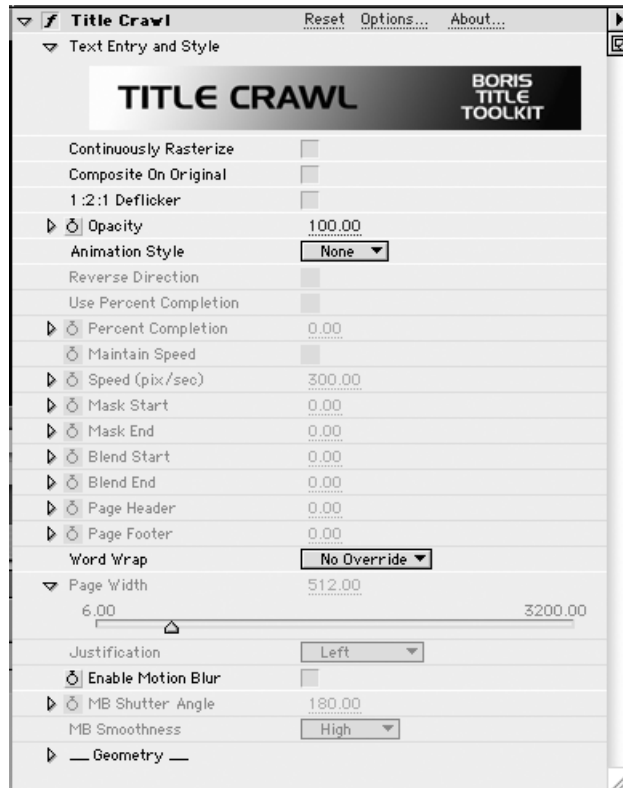 f Title Crawl Reset Options... About...
Text Entry and Style
TITLE CRAWL BORIS
TITLE
TOOLKIT
Continuously Rasterize
Composite On Original
1:2:1 Deflicker
Opacity 100.00
Animation Style None
Reverse Direction
Use Percent Completion
Percent Completion 0.00
Maintain Speed
Speed (pix/sec) 300.00
Mask Start 0.00
Mask End 0.00
Blend Start 0.00
Blend End 0.00
Page Header 0.00
Page Footer 0.00
Word Wrap No Override
Page Width 512.00
6.00 3200.00
Justification Left
Enable Motion Blur
MB Shutter Angle 180.00
MB Smoothness High
__ Geometry __